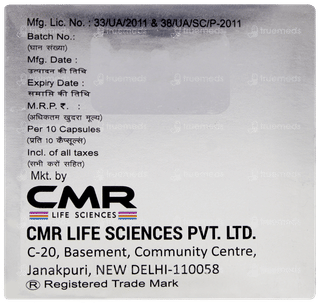 Mfg. Lic. No. : 33/UA/2011 & 38/UA/SC/P-2011
Batch No.:
(घान संख्या)
Mfg. Date:
उत्पादन की तिथि
Expiry Date:
समाप्ति की तिथि
M.R.P. ₹. :
(अधिकतम खुदरा मूल्य)
Per 10 Capsules
(प्रति 10 कैप्सूल्स)
Incl. of all taxes
(सभी करों सहित)
Mkt. by
CMR
LIFE SCIENCES
CMR LIFE SCIENCES PVT. LTD.
C-20, Basement, Community Centre,
Janakpuri, NEW DELHI-110058
® Registered Trade Mark